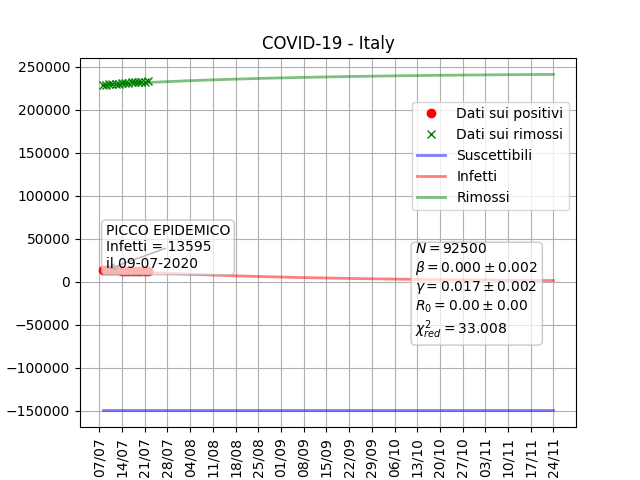 COVID-19 - Italy
250000
200000
150000
100000
50000
0
−50000
−100000
−150000
Dati sui positivi
Dati sui rimossi
Suscettibili
Infetti
Rimossi
PICCO EPIDEMICO
Infetti = 13595
il 09-07-2020
N = 92500
β = 0.000 ± 0.002
γ = 0.017 ± 0.002
R₀ = 0.00 ± 0.00
χ²_red = 33.008
07/07
14/07
21/07
28/07
04/08
11/08
18/08
25/08
01/09
08/09
15/09
22/09
29/09
06/10
13/10
20/10
27/10
03/11
10/11
17/11
24/11